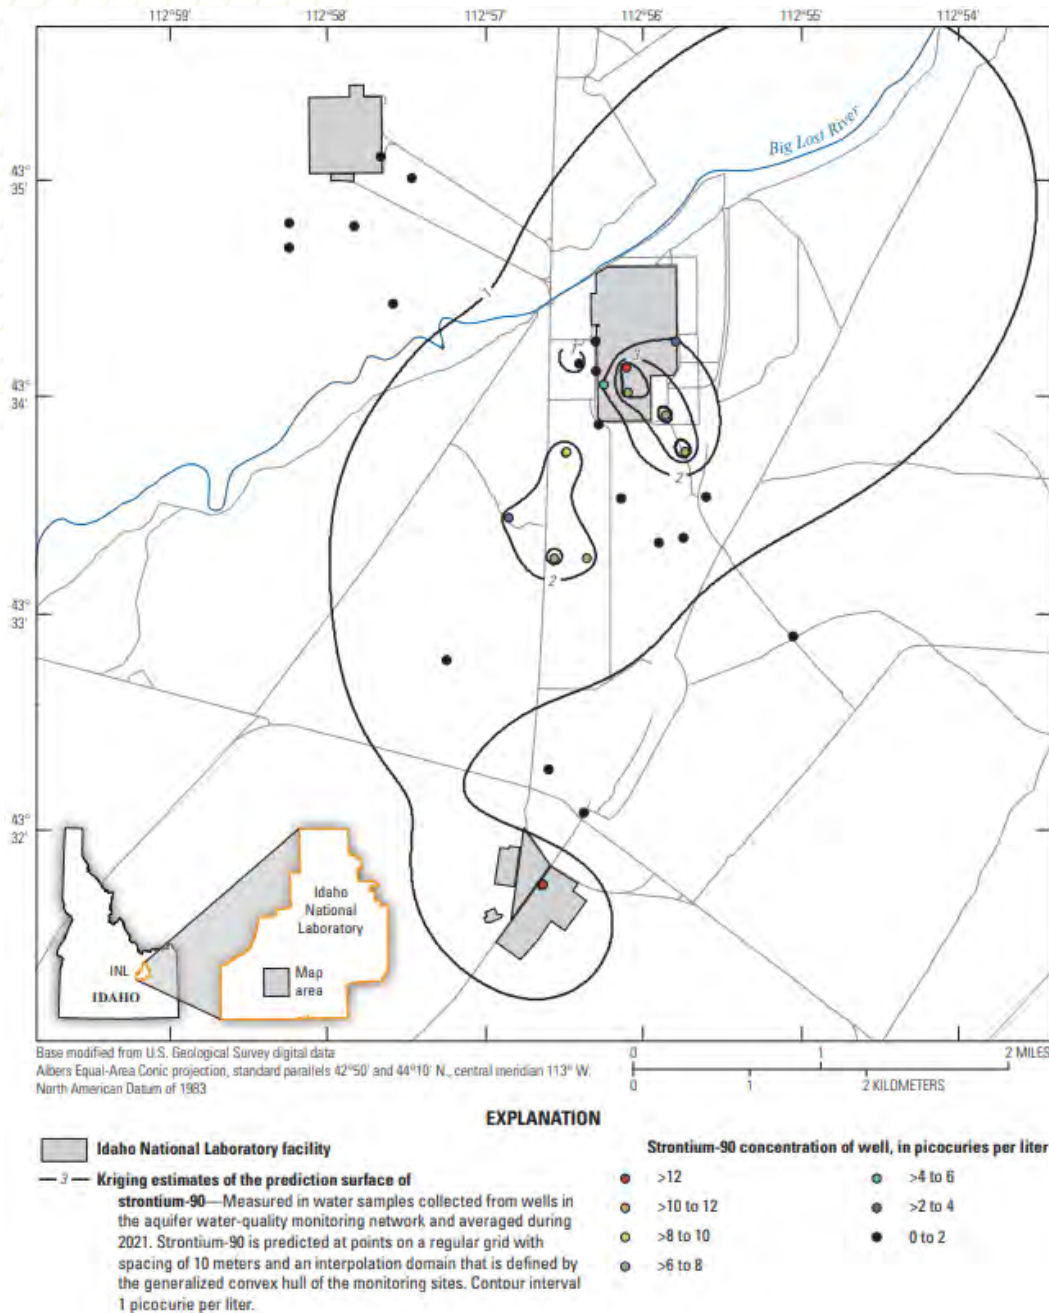 112°59' 112°58' 112°57' 112°56' 112°55' 112°54'
Big Lost River
43°
35'
1
3
43°
34'
2
2
43°
33'
43°
32'
Idaho
National
Laboratory
INL
IDAHO
Map
area
Base modified from U.S. Geological Survey digital data
Albers Equal-Area Conic projection, standard parallels 42°50' and 44°10' N., central meridian 113° W.
North American Datum of 1983
0 1 2 MILES
0 1 2 KILOMETERS
EXPLANATION
Idaho National Laboratory facility
3 Kriging estimates of the prediction surface of
strontium-90—Measured in water samples collected from wells in
the aquifer water-quality monitoring network and averaged during
2021. Strontium-90 is predicted at points on a regular grid with
spacing of 10 meters and an interpolation domain that is defined by
the generalized convex hull of the monitoring sites. Contour interval
1 picocurie per liter.
Strontium-90 concentration of well, in picocuries per liter
>12
>10 to 12
>8 to 10
>6 to 8
>4 to 6
>2 to 4
0 to 2